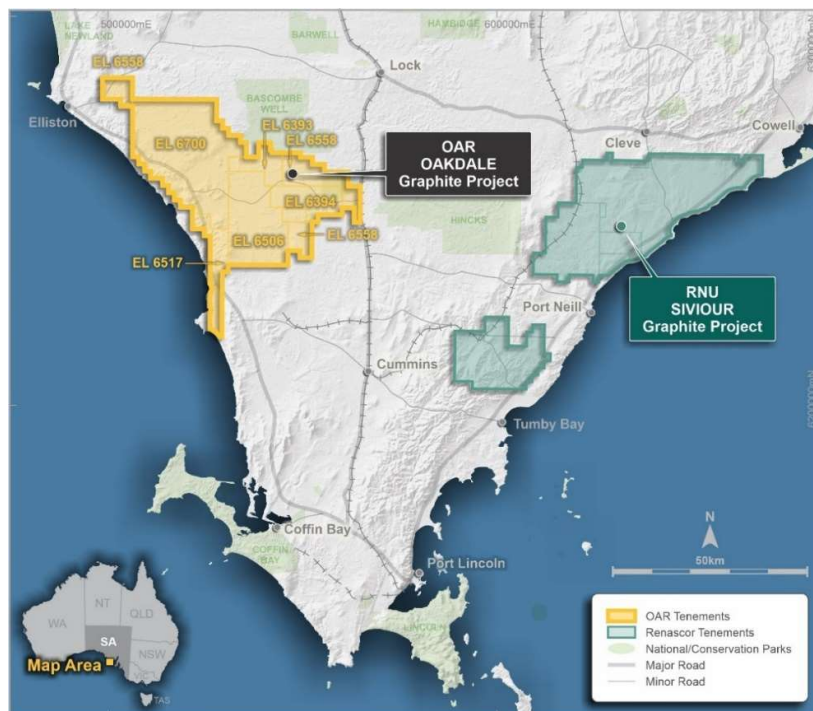 LAKE
NEWLAND
500000mE
BARWELL
HAMBIDGE
600000mE
6300000mN
EL 6558
Lock
Elliston
BASCOMBE
WELL
EL 6393
EL 6558
EL 6700
OAR
OAKDALE
Graphite Project
Cleve
Cowell
EL 6394
HINCKS
EL 6506
EL 6558
EL 6517
RNU
SIVIOUR
Graphite Project
Port Neill
Cummins
6200000mN
Tumby Bay
Coffin Bay
COFFIN
BAY
Port Lincoln
LINCOLN
N
50km
WA
NT
QLD
SA
NSW
VIC
TAS
Map Area
OAR Tenements
Renascor Tenements
National/Conservation Parks
Major Road
Minor Road